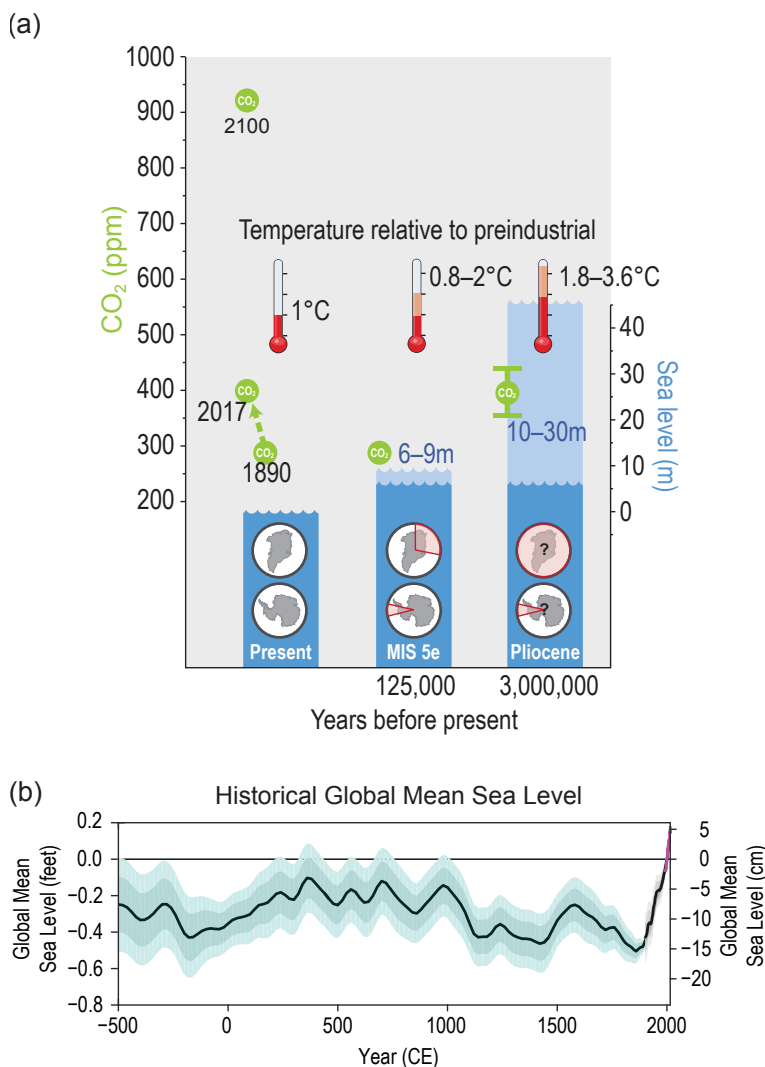 (a)
1000
900
800
700
600
500
400
300
200
CO₂ (ppm)
CO₂
2100
Temperature relative to preindustrial
1°C
0.8–2°C
1.8–3.6°C
40
30
20
10
0
Sea level (m)
CO₂
2017
CO₂
1890
CO₂
6–9m
CO₂
10–30m
?
?
Present
MIS 5e
Pliocene
125,000
3,000,000
Years before present
(b)
Historical Global Mean Sea Level
0.2
0.0
−0.2
−0.4
−0.6
−0.8
Global Mean
Sea Level (feet)
5
0
−5
−10
−15
−20
Global Mean
Sea Level (cm)
−500
0
500
1000
1500
2000
Year (CE)